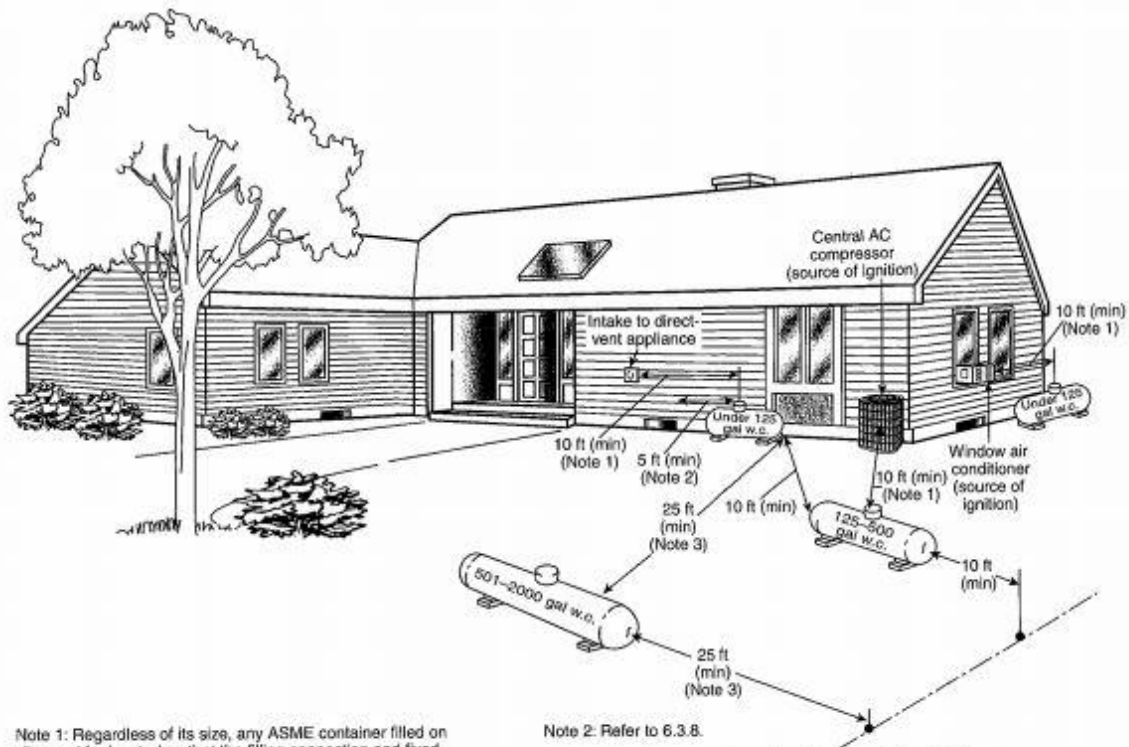 Central AC
compressor
(source of ignition)
10 ft (min)
(Note 1)
Intake to direct-
vent appliance
Under 125
gal w.c.
Under 125
gal w.c.
10 ft (min)
(Note 1)
5 ft (min)
(Note 2)
Window air
conditioner
(source of
ignition)
10 ft (min)
(Note 1)
25 ft
(min)
(Note 3)
10 ft (min)
125–500
gal w.c.
10 ft
(min)
501–2000 gal w.c.
25 ft
(min)
(Note 3)
Note 1: Regardless of its size, any ASME container filled on
Note 2: Refer to 6.3.8.